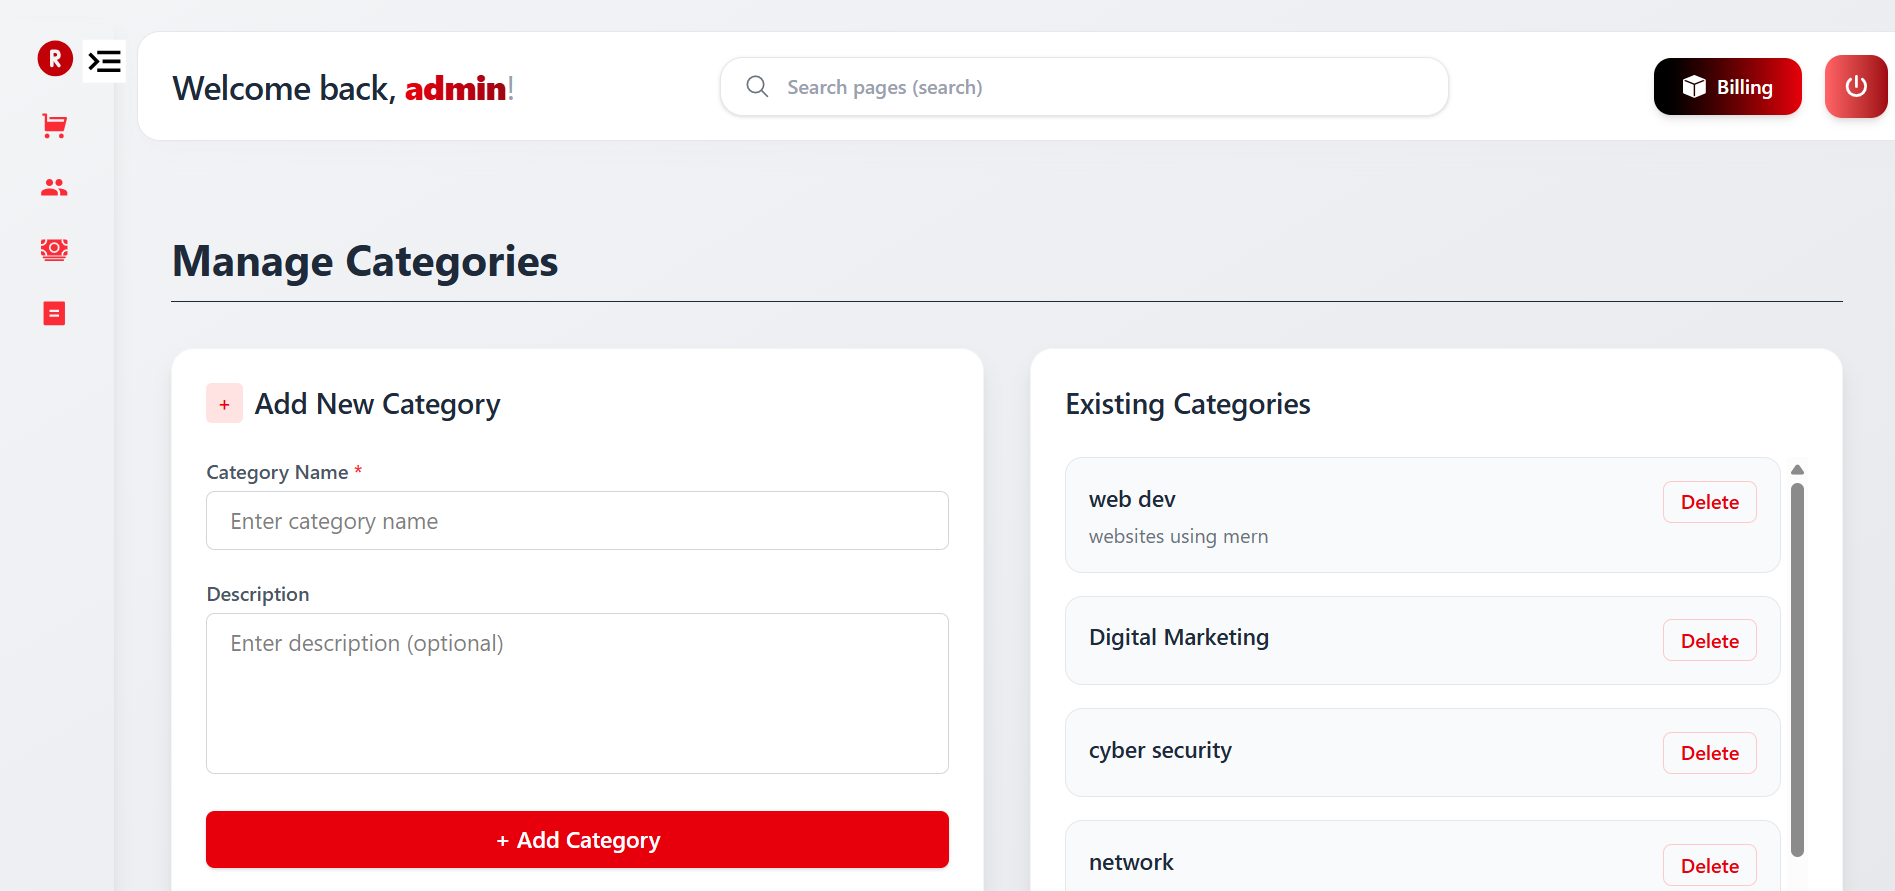 R
Welcome back, admin!
Search pages (search)
Billing
Manage Categories
+ Add New Category
Category Name *
Enter category name
Description
Enter description (optional)
+ Add Category
Existing Categories
web dev
Delete
websites using mern
Digital Marketing
Delete
cyber security
Delete
network
Delete